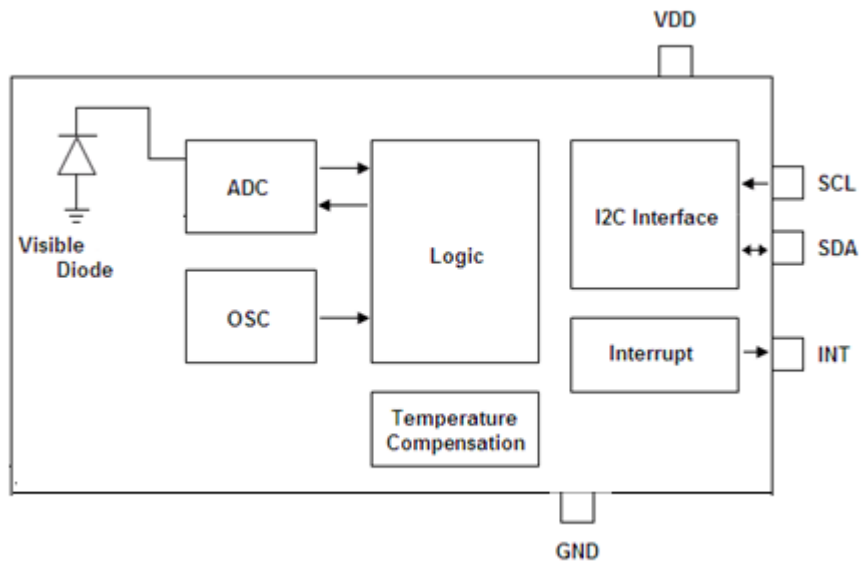 VDD
ADC
Logic
I2C Interface
SCL
SDA
Visible
Diode
OSC
Interrupt
INT
Temperature
Compensation
GND